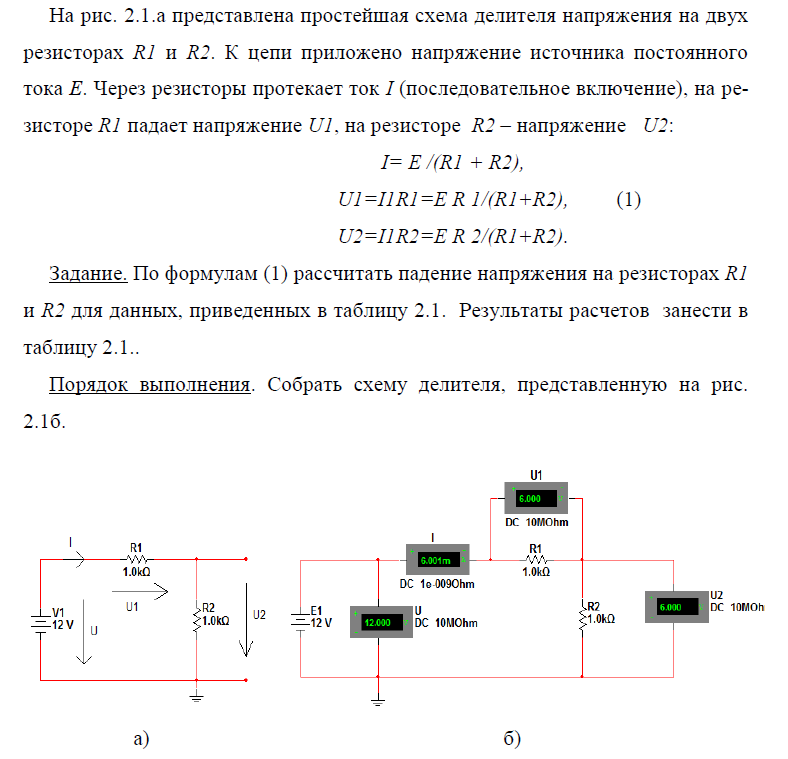 На рис. 2.1.а представлена простейшая схема делителя напряжения на двух
резисторах R1 и R2. К цепи приложено напряжение источника постоянного
тока E. Через резисторы протекает ток I (последовательное включение), на ре-
зисторе R1 падает напряжение U1, на резисторе R2 – напряжение U2:
I= E /(R1 + R2),
U1=I1R1=E R 1/(R1+R2), (1)
U2=I1R2=E R 2/(R1+R2).
Задание. По формулам (1) рассчитать падение напряжения на резисторах R1
и R2 для данных, приведенных в таблицу 2.1. Результаты расчетов занести в
таблицу 2.1..
Порядок выполнения. Собрать схему делителя, представленную на рис.
2.1б.
I
R1
1.0kΩ
U1
V1
12 V
U
R2
1.0kΩ
U2
U1
6.000
DC 10MOhm
I
6.001m
DC 1e-009Ohm
R1
1.0kΩ
E1
12 V
12.000
U
DC 10MOhm
R2
1.0kΩ
6.000
U2
DC 10MOh
а)
б)